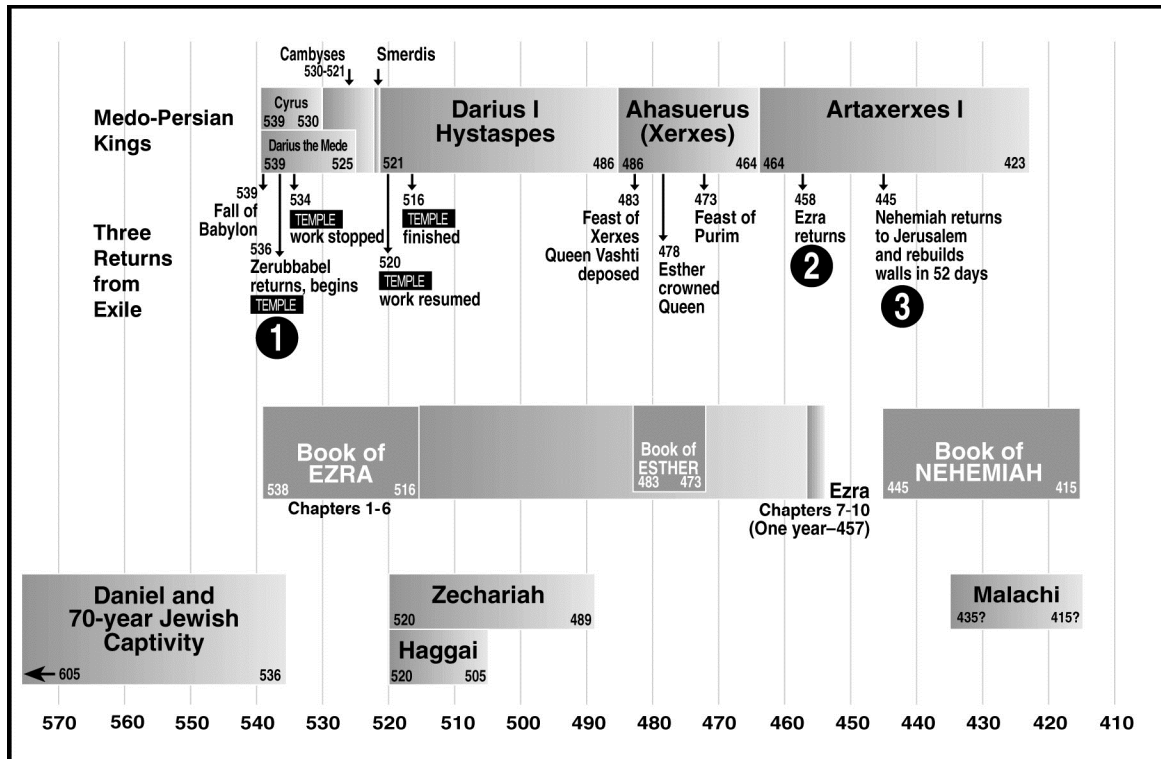 Cambyses
530-521
Smerdis
Medo-Persian
Kings
Cyrus
539 530
Darius the Mede
539 525
Darius I
Hystaspes
521 486
Ahasuerus
(Xerxes)
486 464
Artaxerxes I
464 423
Three
Returns
from
Exile
539
Fall of
Babylon
536
Zerubbabel
returns, begins
TEMPLE
1
534
TEMPLE
work stopped
520
TEMPLE
work resumed
516
TEMPLE
finished
483
Feast of
Xerxes
Queen Vashti
deposed
478
Esther
crowned
Queen
473
Feast of
Purim
458
Ezra
returns
2
445
Nehemiah returns
to Jerusalem
and rebuilds
walls in 52 days
3
Book of
EZRA
538 516
Chapters 1-6
Book of
ESTHER
483 473
Ezra
Chapters 7-10
(One year–457)
Book of
NEHEMIAH
445 415
Daniel and
70-year Jewish
Captivity
605 536
Zechariah
520 489
Haggai
520 505
Malachi
435? 415?
570 560 550 540 530 520 510 500 490 480 470 460 450 440 430 420 410